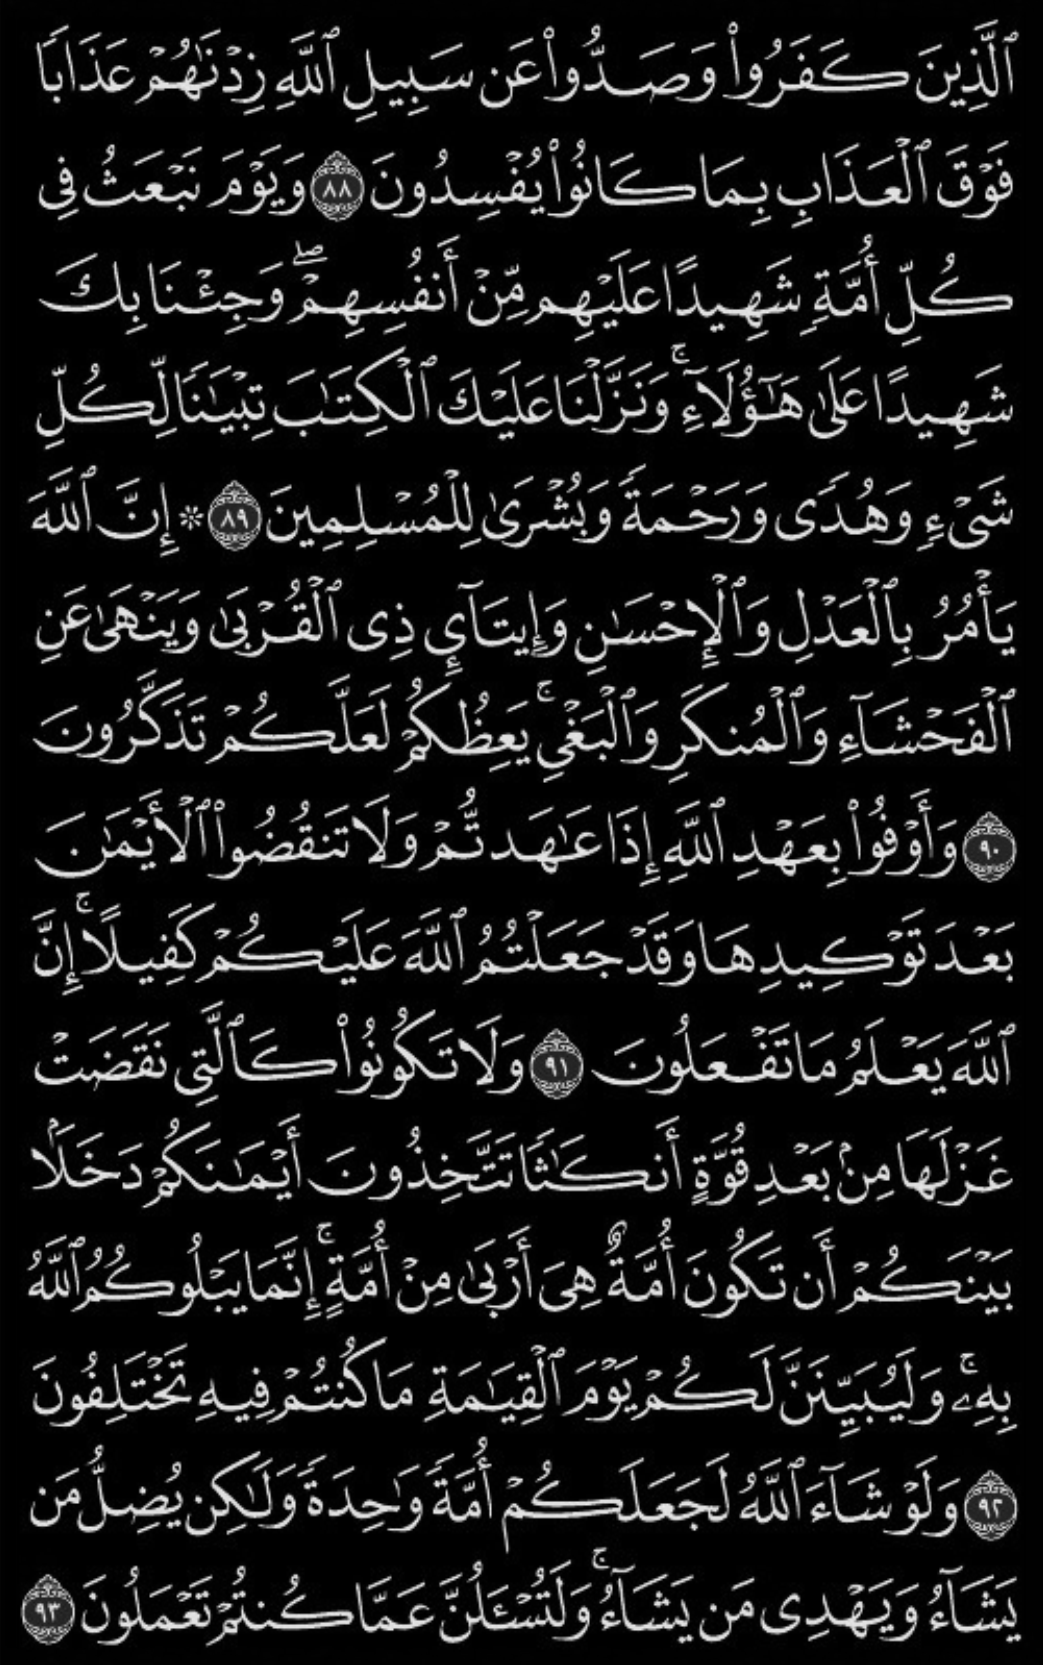 ٱلَّذِينَ كَفَرُوا۟ وَصَدُّوا۟ عَن سَبِيلِ ٱللَّهِ زِدْنَٰهُمْ عَذَابًا
فَوْقَ ٱلْعَذَابِ بِمَا كَانُوا۟ يُفْسِدُونَ ٨٨ وَيَوْمَ نَبْعَثُ فِى
كُلِّ أُمَّةٍ شَهِيدًا عَلَيْهِم مِّنْ أَنفُسِهِمْ ۖ وَجِئْنَا بِكَ
شَهِيدًا عَلَىٰ هَٰٓؤُلَآءِ ۚ وَنَزَّلْنَا عَلَيْكَ ٱلْكِتَٰبَ تِبْيَٰنًا لِّكُلِّ
شَىْءٍ وَهُدًى وَرَحْمَةً وَبُشْرَىٰ لِلْمُسْلِمِينَ ٨٩ ۞ إِنَّ ٱللَّهَ
يَأْمُرُ بِٱلْعَدْلِ وَٱلْإِحْسَٰنِ وَإِيتَآئِ ذِى ٱلْقُرْبَىٰ وَيَنْهَىٰ عَنِ
ٱلْفَحْشَآءِ وَٱلْمُنكَرِ وَٱلْبَغْىِ ۚ يَعِظُكُمْ لَعَلَّكُمْ تَذَكَّرُونَ
٩٠ وَأَوْفُوا۟ بِعَهْدِ ٱللَّهِ إِذَا عَٰهَدتُّمْ وَلَا تَنقُضُوا۟ ٱلْأَيْمَٰنَ
بَعْدَ تَوْكِيدِهَا وَقَدْ جَعَلْتُمُ ٱللَّهَ عَلَيْكُمْ كَفِيلًا ۚ إِنَّ
ٱللَّهَ يَعْلَمُ مَا تَفْعَلُونَ ٩١ وَلَا تَكُونُوا۟ كَٱلَّتِى نَقَضَتْ
غَزْلَهَا مِنۢ بَعْدِ قُوَّةٍ أَنكَٰثًا تَتَّخِذُونَ أَيْمَٰنَكُمْ دَخَلًۢا
بَيْنَكُمْ أَن تَكُونَ أُمَّةٌ هِىَ أَرْبَىٰ مِنْ أُمَّةٍ ۚ إِنَّمَا يَبْلُوكُمُ ٱللَّهُ
بِهِۦ ۚ وَلَيُبَيِّنَنَّ لَكُمْ يَوْمَ ٱلْقِيَٰمَةِ مَا كُنتُمْ فِيهِ تَخْتَلِفُونَ
٩٢ وَلَوْ شَآءَ ٱللَّهُ لَجَعَلَكُمْ أُمَّةً وَٰحِدَةً وَلَٰكِن يُضِلُّ مَن
يَشَآءُ وَيَهْدِى مَن يَشَآءُ ۚ وَلَتُسْـَٔلُنَّ عَمَّا كُنتُمْ تَعْمَلُونَ ٩٣